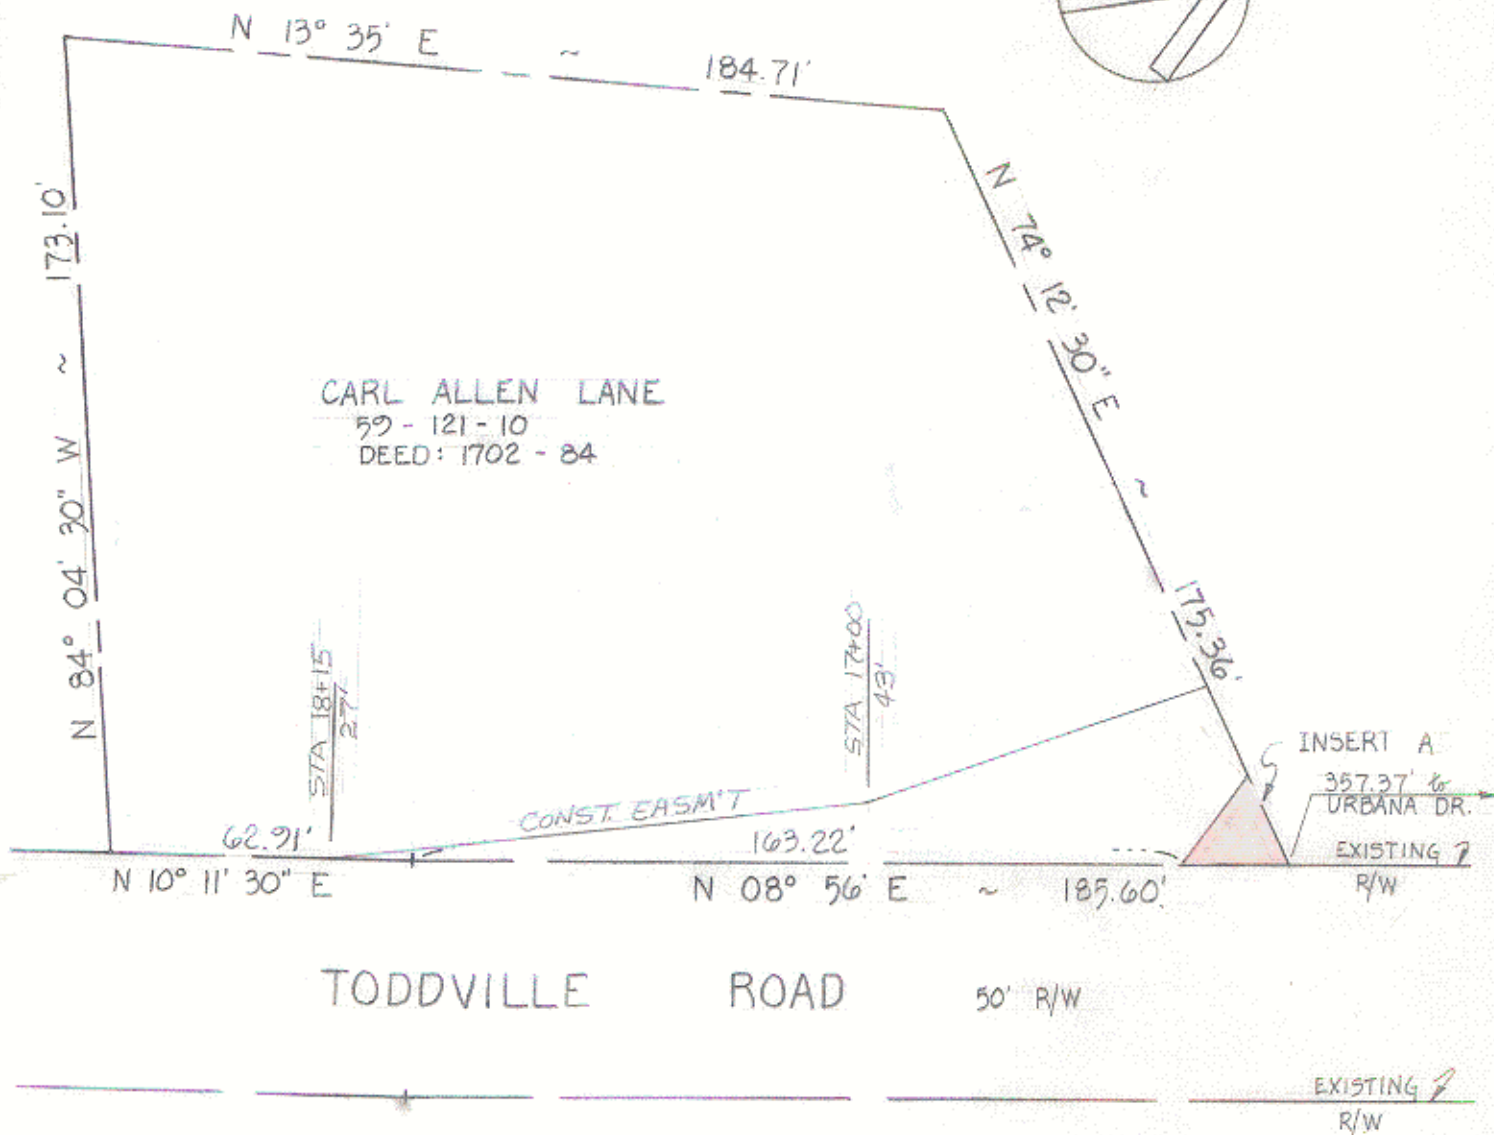 N 13° 35' E ~ 184.71'
N 84° 04' 30" W ~ 173.10'
N 74° 12' 30" E ~ 175.36'
CARL ALLEN LANE
59 - 121 - 10
DEED: 1702 - 84
STA 18+15
27'
STA 17+00
43'
CONST. EASM'T
INSERT A
357.37' to
URBANA DR.
62.91'
163.22'
EXISTING
R/W
N 10° 11' 30" E
N 08° 56' E ~ 185.60'
TODDVILLE ROAD 50' R/W
EXISTING
R/W